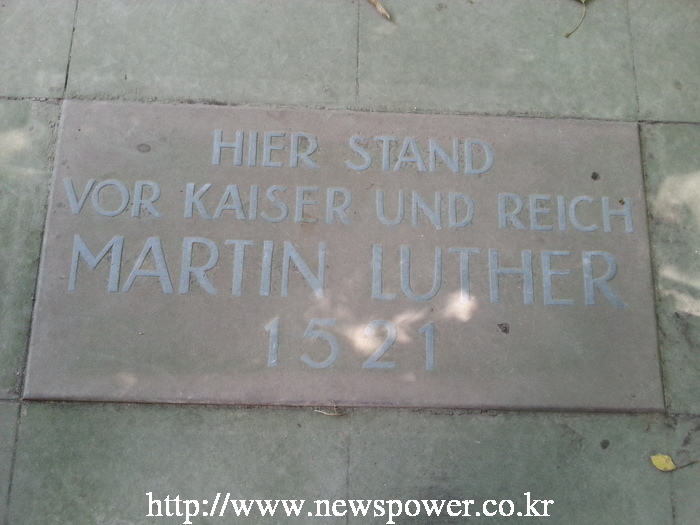 HIER STAND
VOR KAISER UND REICH
MARTIN LUTHER
1521
http://www.newspower.co.kr